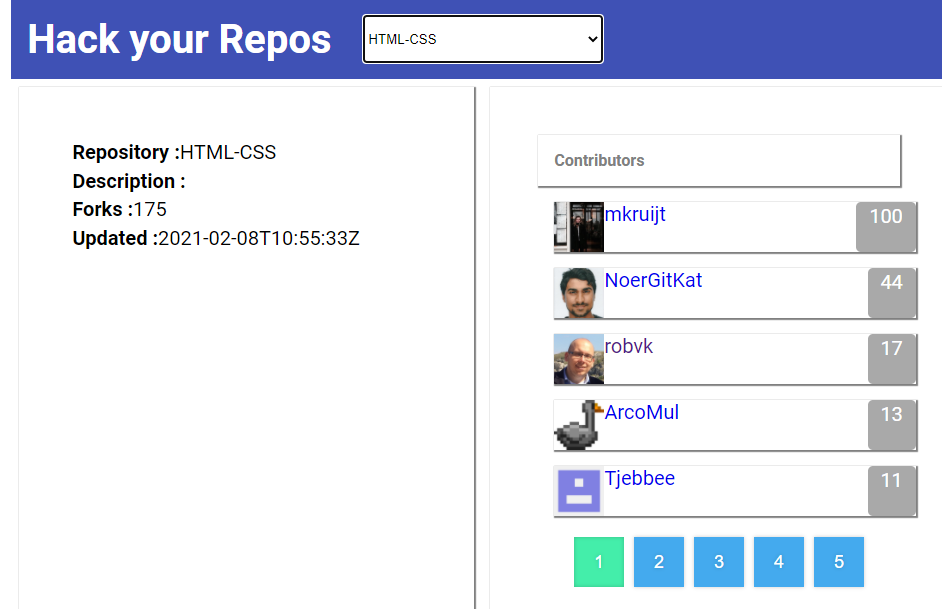 Hack your Repos
HTML-CSS
Repository :HTML-CSS
Description :
Forks :175
Updated :2021-02-08T10:55:33Z
Contributors
mkruijt 100
NoerGitKat 44
robvk 17
ArcoMul 13
Tjebbee 11
1 2 3 4 5